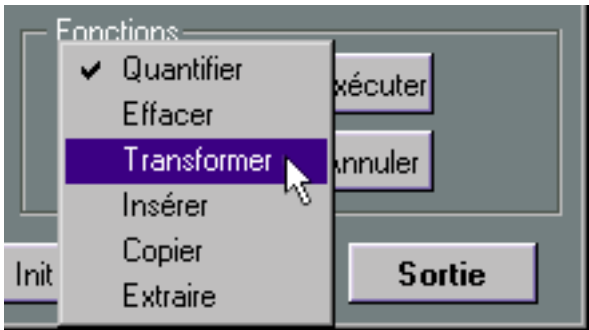 Fonctions
✔ Quantifier
xécuter
Effacer
Transformer
nnuler
Insérer
Copier
Init
Sortie
Extraire